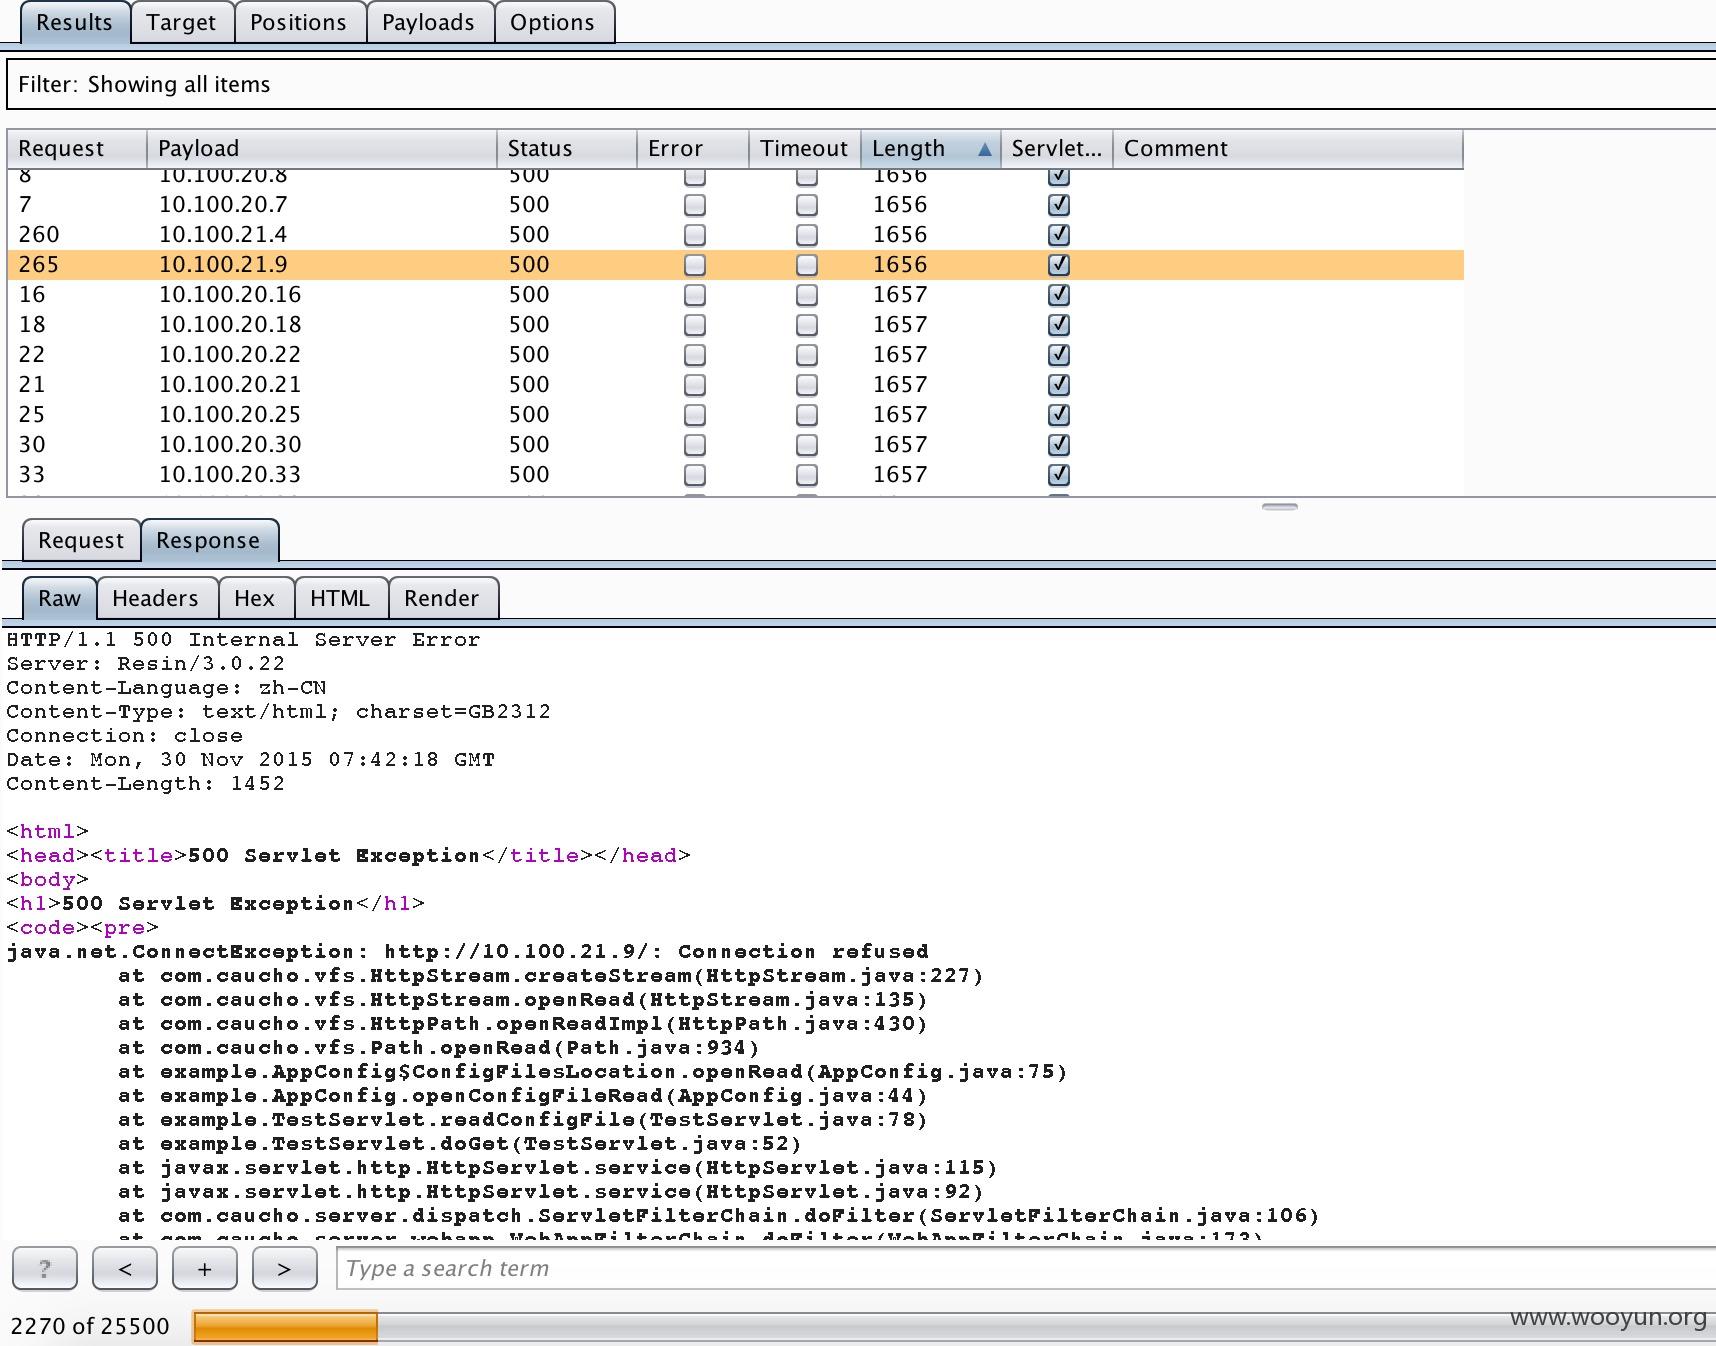 Results Target Positions Payloads Options
Filter: Showing all items
Request Payload Status Error Timeout Length Servlet... Comment
8 10.100.20.8 500 1656
7 10.100.20.7 500 1656
260 10.100.21.4 500 1656
265 10.100.21.9 500 1656
16 10.100.20.16 500 1657
18 10.100.20.18 500 1657
22 10.100.20.22 500 1657
21 10.100.20.21 500 1657
25 10.100.20.25 500 1657
30 10.100.20.30 500 1657
33 10.100.20.33 500 1657
Request Response
Raw Headers Hex HTML Render
HTTP/1.1 500 Internal Server Error
Server: Resin/3.0.22
Content-Language: zh-CN
Content-Type: text/html; charset=GB2312
Connection: close
Date: Mon, 30 Nov 2015 07:42:18 GMT
Content-Length: 1452
<html>
<head><title>500 Servlet Exception</title></head>
<body>
<h1>500 Servlet Exception</h1>
<code><pre>
java.net.ConnectException: http://10.100.21.9/: Connection refused
at com.caucho.vfs.HttpStream.createStream(HttpStream.java:227)
at com.caucho.vfs.HttpStream.openRead(HttpStream.java:135)
at com.caucho.vfs.HttpPath.openReadImpl(HttpPath.java:430)
at com.caucho.vfs.Path.openRead(Path.java:934)
at example.AppConfig$ConfigFilesLocation.openRead(AppConfig.java:75)
at example.AppConfig.openConfigFileRead(AppConfig.java:44)
at example.TestServlet.readConfigFile(TestServlet.java:78)
at example.TestServlet.doGet(TestServlet.java:52)
at javax.servlet.http.HttpServlet.service(HttpServlet.java:115)
at javax.servlet.http.HttpServlet.service(HttpServlet.java:92)
at com.caucho.server.dispatch.ServletFilterChain.doFilter(ServletFilterChain.java:106)
at com.caucho.server.webapp.WebAppFilterChain.doFilter(WebAppFilterChain.java:173)
? < + > Type a search term
2270 of 25500
www.wooyun.org